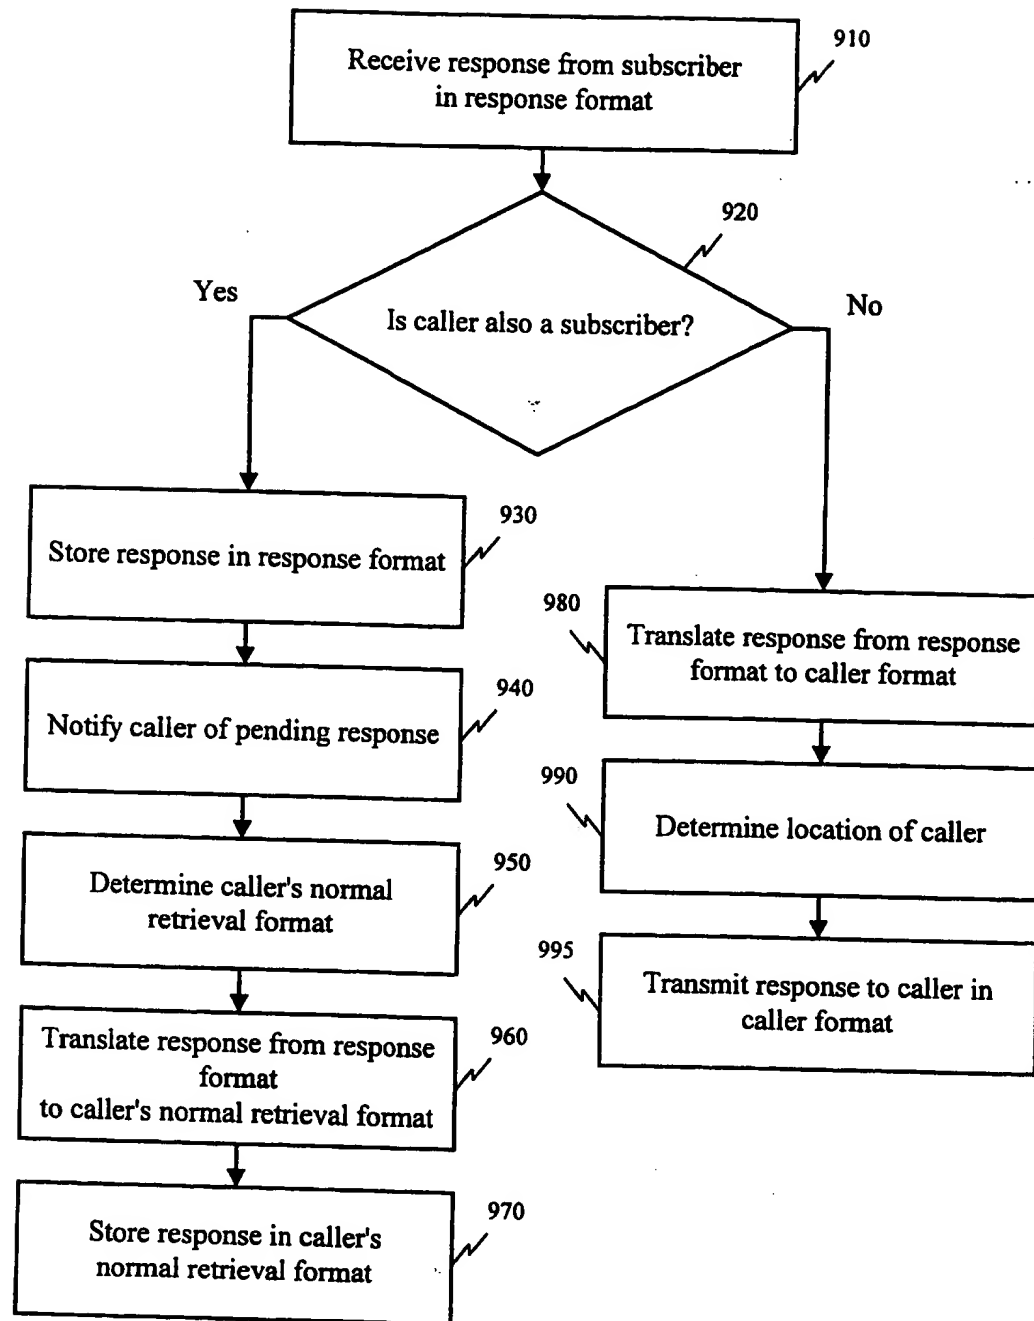 Receive response from subscriber
in response format
910
920
Is caller also a subscriber?
Yes
No
Store response in response format
930
Notify caller of pending response
940
Determine caller's normal
retrieval format
950
Translate response from response
format
to caller's normal retrieval format
960
Store response in caller's
normal retrieval format
970
980
Translate response from response
format to caller format
990
Determine location of caller
995
Transmit response to caller in
caller format